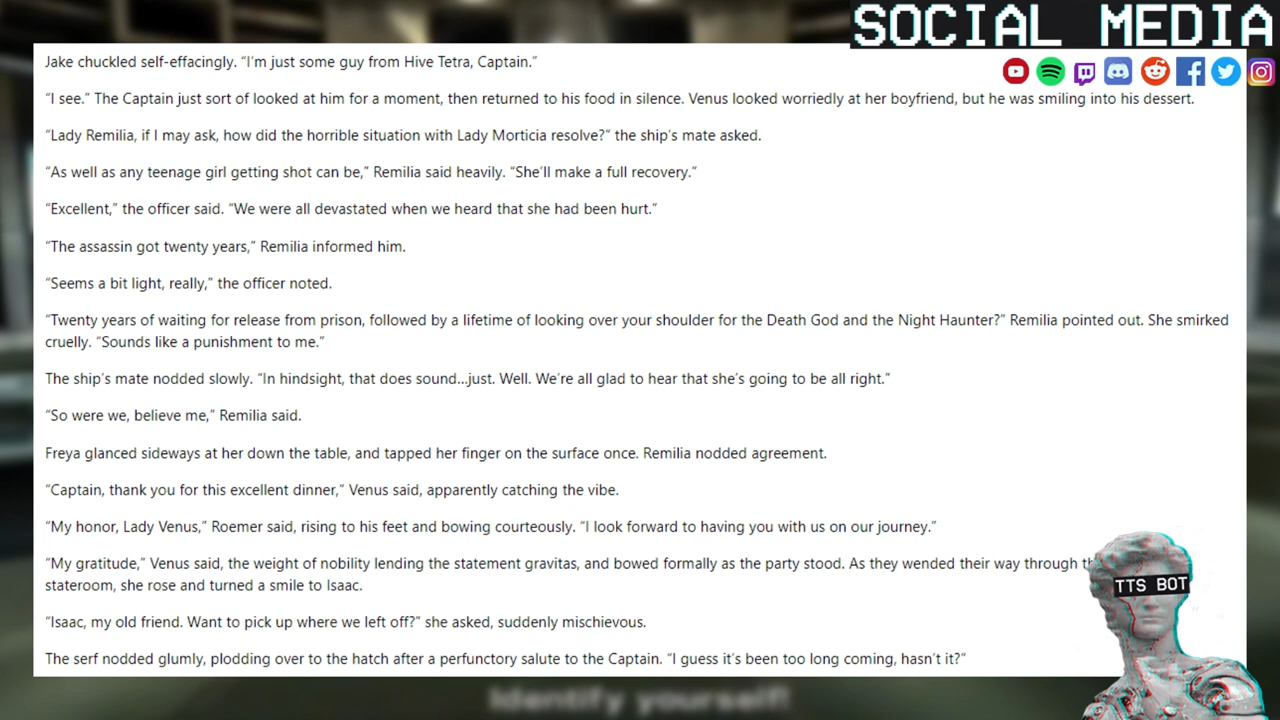 SOCIAL MEDIA
Jake chuckled self-effacingly. “I’m just some guy from Hive Tetra, Captain.”
“I see.” The Captain just sort of looked at him for a moment, then returned to his food in silence. Venus looked worriedly at her boyfriend, but he was smiling into his dessert.
“Lady Remilia, if I may ask, how did the horrible situation with Lady Morticia resolve?” the ship’s mate asked.
“As well as any teenage girl getting shot can be,” Remilia said heavily. “She’ll make a full recovery.”
“Excellent,” the officer said. “We were all devastated when we heard that she had been hurt.”
“The assassin got twenty years,” Remilia informed him.
“Seems a bit light, really,” the officer noted.
“Twenty years of waiting for release from prison, followed by a lifetime of looking over your shoulder for the Death God and the Night Haunter?” Remilia pointed out. She smirked
cruelly. “Sounds like a punishment to me.”
The ship’s mate nodded slowly. “In hindsight, that does sound…just. Well. We’re all glad to hear that she’s going to be all right.”
“So were we, believe me,” Remilia said.
Freya glanced sideways at her down the table, and tapped her finger on the surface once. Remilia nodded agreement.
“Captain, thank you for this excellent dinner,” Venus said, apparently catching the vibe.
“My honor, Lady Venus,” Roemer said, rising to his feet and bowing courteously. “I look forward to having you with us on our journey.”
“My gratitude,” Venus said, the weight of nobility lending the statement gravitas, and bowed formally as the party stood. As they wended their way through
stateroom, she rose and turned a smile to Isaac.
“Isaac, my old friend. Want to pick up where we left off?” she asked, suddenly mischievous.
The serf nodded glumly, plodding over to the hatch after a perfunctory salute to the Captain. “I guess it’s been too long coming, hasn’t it?”
TTS BOT
Identify yourself!